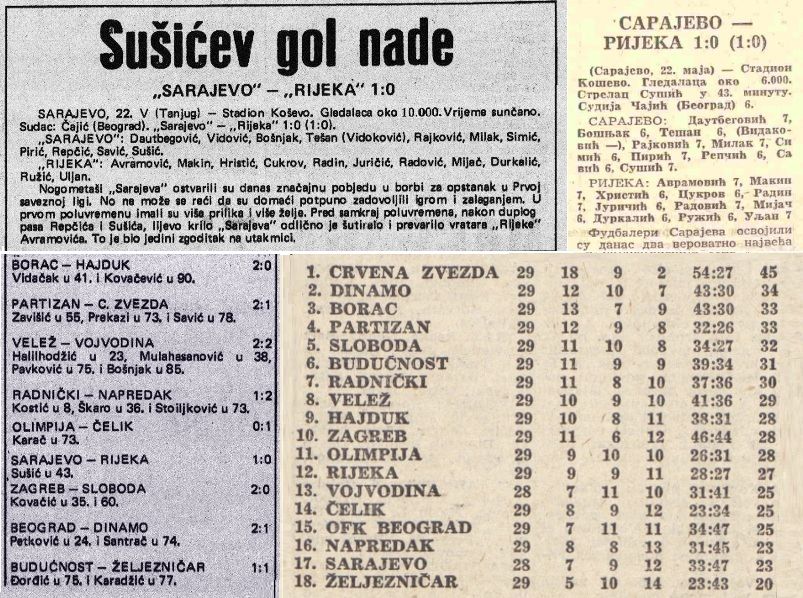 Sušićev gol nade
„SARAJEVO” – „RIJEKA” 1:0
SARAJEVO, 22. V (Tanjug) – Stadion Koševo. Gledalaca oko 10.000. Vrijeme sunčano.
Sudac: Čajić (Beograd). „Sarajevo” – „Rijeka” 1:0 (1:0).
„SARAJEVO”: Dautbegović, Vidović, Bošnjak, Tešan (Vidoković), Rajković, Milak, Simić,
Pirić, Repčić, Savić, Sušić.
„RIJEKA”: Avramović, Makin, Hristić, Cukrov, Radin, Juričić, Radović, Mijač, Durkalić,
Ružić, Uljan.
Nogometaši „Sarajeva” ostvarili su danas značajnu pobjedu u borbi za opstanak u Prvoj
saveznoj ligi. No ne može se reći da su domaći potpuno zadovoljili igrom i zalaganjem. U
prvom poluvremenu imali su više prilika i više želja. Pred samkraj poluvremena, nakon duplog
pasa Repčića i Sušića, lijevo krilo „Sarajeva” odlično je šutiralo i prevarilo vratara „Rijeke”
Avramovića. To je bio jedini zgoditak na utakmici.
САРАЈЕВО —
РИЈЕКА 1:0 (1:0)
(Сарајево, 22. маја) — Стадион
Кошево. Гледалаца око 6.000.
Стрелац Сушић у 43. минуту.
Судија Чајић (Београд) 6.
САРАЈЕВО: Даутбеговић 7,
Бошњак 6, Тешан 6, (Видако-
вић —), Рајковић 7, Милак 7, Си
мић 6, Пирић 7, Репчић 6, Са
вић 6, Сушић 7.
РИЈЕКА: Аврамовић 7, Макин
7, Христић 6, Цукров 6, Радин
7, Јуричић 6, Радовић 7, Мијач
6, Дуркалић 6, Ружић 6, Уљан 7
Фудбалери Сарајева освојили
су данас два вероватно највећа
BORAC – HAJDUK 2:0
Vidačak u 41. i Kovačević u 90.
PARTIZAN – C. ZVEZDA 2:1
Zavišić u 55, Prekazi u 73. i Savić u 78.
VELEŽ – VOJVODINA 2:2
Halilhodžić u 23, Mulahasanović u 38,
Pavković u 75. i Bošnjak u 85.
RADNIČKI – NAPREDAK 1:2
Kostić u 8, Škaro u 36. i Stoiljković u 73.
OLIMPIJA – ČELIK 0:1
Karač u 73.
SARAJEVO – RIJEKA 1:0
Sušić u 43.
ZAGREB – SLOBODA 2:0
Kovačić u 35. i 60.
BEOGRAD – DINAMO 2:1
Petković u 24. i Santrač u 74.
BUDUĆNOST – ŽELJEZNIČAR 1:1
Đorđić u 75. i Karadžić u 77.
1. CRVENA ZVEZDA 29 18 9 2 54:27 45
2. DINAMO 29 12 10 7 43:30 34
3. BORAC 29 13 7 9 43:30 33
4. PARTIZAN 29 12 9 8 32:26 33
5. SLOBODA 29 11 10 8 34:27 32
6. BUDUĆNOST 29 11 9 9 39:34 31
7. RADNIČKI 29 11 8 10 37:36 30
8. VELEŽ 29 10 9 10 41:36 29
9. HAJDUK 29 10 8 11 38:31 28
10. ZAGREB 29 11 6 12 46:44 28
11. OLIMPIJA 29 9 10 10 26:31 28
12. RIJEKA 29 9 9 11 28:27 27
13. VOJVODINA 28 7 11 10 31:41 25
14. ČELIK 29 8 9 12 23:34 25
15. OFK BEOGRAD 29 7 11 11 34:47 25
16. NAPREDAK 29 8 8 13 31:45 23
17. SARAJEVO 28 7 9 12 33:47 23
18. ŽELJEZNIČAR 29 5 10 14 23:43 20